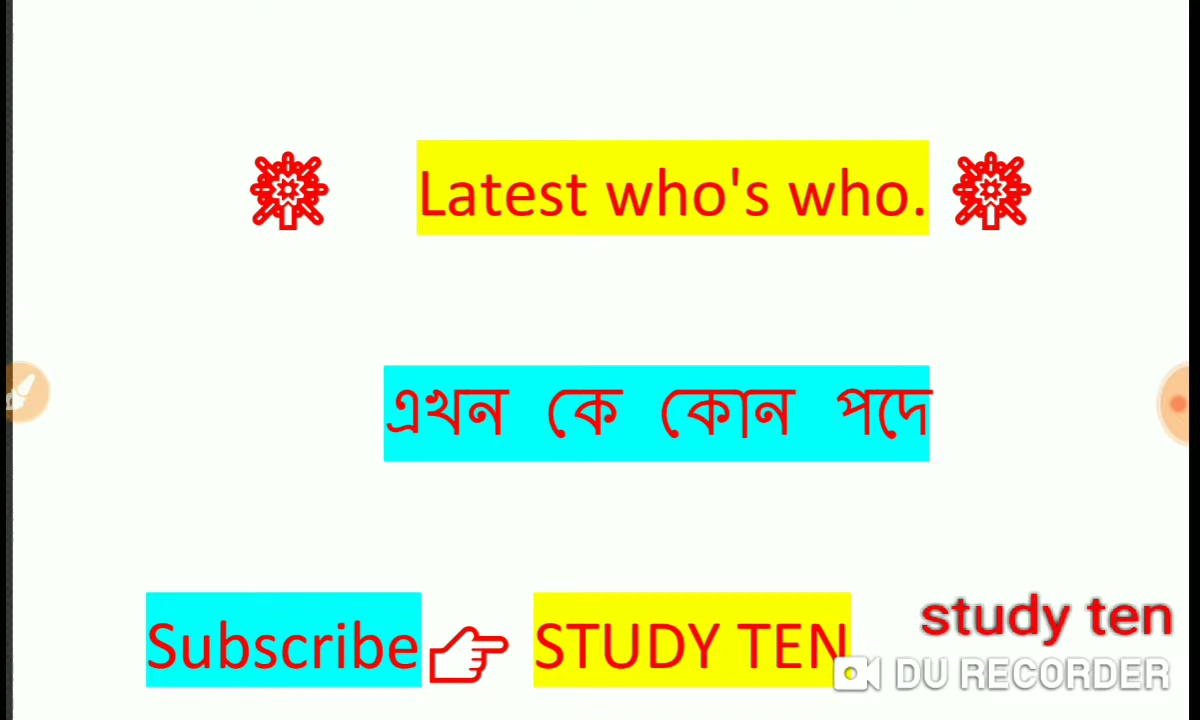 Latest who's who.
এখন কে কোন পদে
Subscribe STUDY TEN
study ten
DU RECORDER